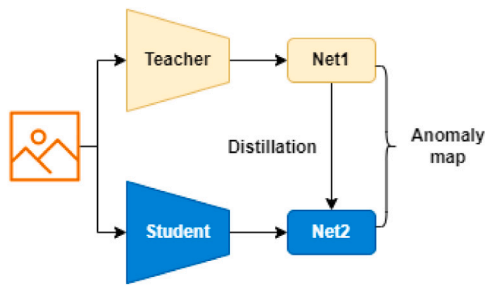 Teacher
Net1
Distillation
Anomaly
map
Student
Net2